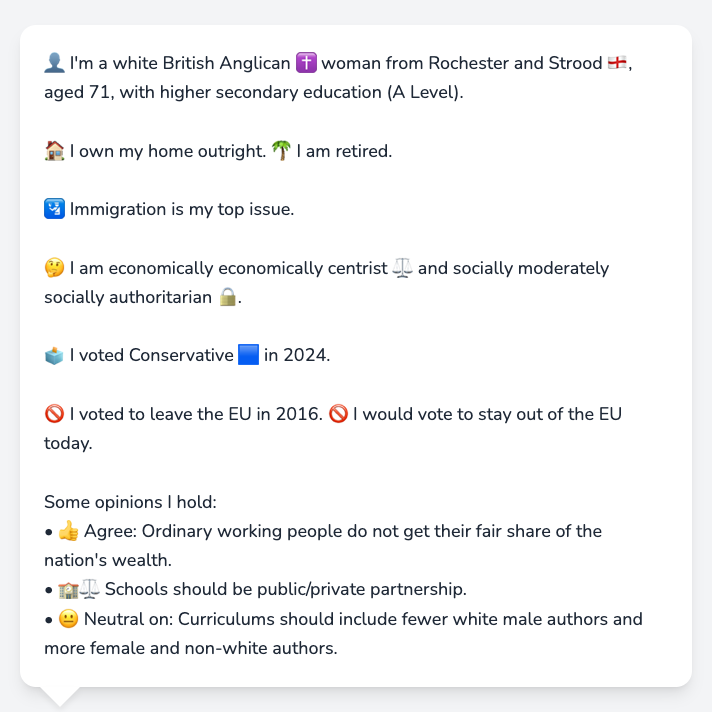 👤 I'm a white British Anglican ✝️ woman from Rochester and Strood 🏴󠁧󠁢󠁥󠁮󠁧󠁿,
aged 71, with higher secondary education (A Level).
🏠 I own my home outright. 🌴 I am retired.
🛂 Immigration is my top issue.
🤔 I am economically economically centrist ⚖️ and socially moderately
socially authoritarian 🔒.
🗳️ I voted Conservative 🟦 in 2024.
🚫 I voted to leave the EU in 2016. 🚫 I would vote to stay out of the EU
today.
Some opinions I hold:
• 👍 Agree: Ordinary working people do not get their fair share of the
nation's wealth.
• 🏫⚖️ Schools should be public/private partnership.
• 😐 Neutral on: Curriculums should include fewer white male authors and
more female and non-white authors.